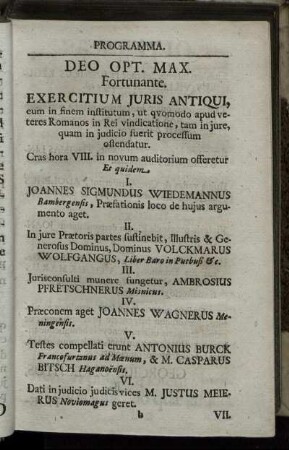 PROGRAMMA.
DEO OPT. MAX.
Fortunante.
EXERCITIUM JURIS ANTIQUI,
eum in finem institutum, ut qvomodo apud ve-
teres Romanos in Rei vindicatione, tam in jure,
quam in judicio fuerit processum
ostendatur.
Cras hora VIII. in novum auditorium offeretur
Et quidem
I.
JOANNES SIGMUNDUS WIEDEMANNUS
Bambergensis, Præfationis loco de hujus argu-
mento aget.
II.
In jure Prætoris partes sustinebit, Illustris & Ge-
nerosus Dominus, Dominus VOLCKMARUS
WOLFGANGUS, Liber Baro in Putbuß &c.
III.
Jurisconsulti munere fungetur, AMBROSIUS
PFRETSCHNERUS Misnicus.
IV.
Præconem aget JOANNES WAGNERUS Me-
ningensis.
V.
Testes compellati erunt ANTONIUS BURCK
Francofurtanus ad Mœnum, & M. CASPARUS
BITSCH Haganoënsis.
VI.
Dati in judicio judicis vices M. JUSTUS MEIE-
RUS Noviomagus geret.
b VII.